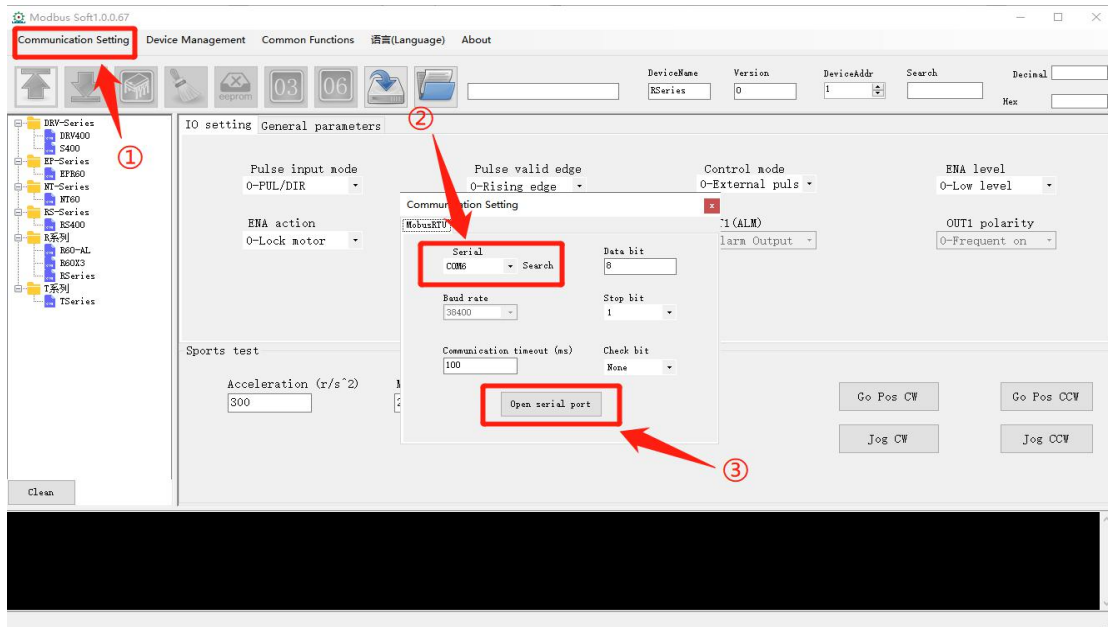 Modbus Soft1.0.0.67
Communication Setting Device Management Common Functions 语言(Language) About
①
eeprom 03 06
DeviceName Version DeviceAddr Search Decimal
RSeries 0 1
Hex
②
DRV-Series
DRV400
S400
EP-Series
EPR60
NT-Series
NT60
RS-Series
RS400
R系列
R60-AL
R60X3
RSeries
T系列
TSeries
Clean
IO setting General parameters
Pulse input mode Pulse valid edge Control mode ENA level
0-PUL/DIR 0-Rising edge 0-External puls 0-Low level
ENA action 1(ALM) OUT1 polarity
0-Lock motor larm Output 0-Frequent on
Communication Setting x
MobusRTU
Serial Data bit
COM6 Search 8
Baud rate Stop bit
38400 1
Communication timeout (ms) Check bit
100 None
Open serial port
③
Sports test
Acceleration (r/s^2)
300
Go Pos CW Go Pos CCW
Jog CW Jog CCW